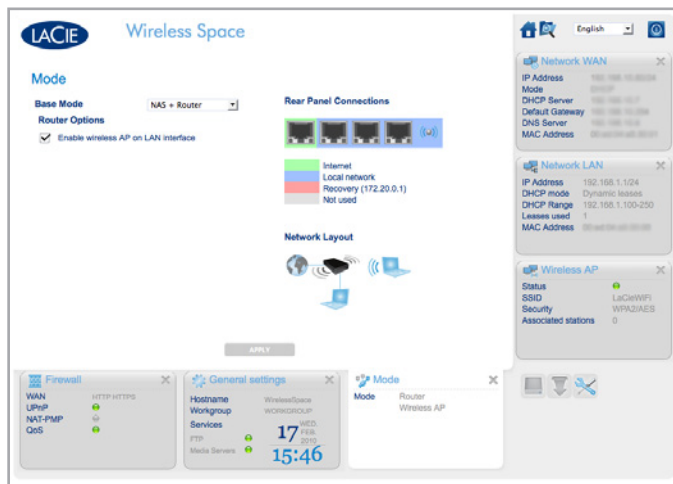 LACIE
Wireless Space
English
Mode
Base Mode NAS + Router
Router Options
Enable wireless AP on LAN interface
Rear Panel Connections
Internet
Local network
Recovery (172.20.0.1)
Not used
Network Layout
APPLY
Network WAN
IP Address
Mode
DHCP Server
Default Gateway
DNS Server
MAC Address
Network LAN
IP Address 192.168.1.1/24
DHCP mode Dynamic leases
DHCP Range 192.168.1.100-250
Leases used 1
MAC Address
Wireless AP
Status
SSID LaCieWIFI
Security WPA2/AES
Associated stations 0
Firewall
WAN HTTP HTTPS
UPnP
NAT-PMP
QoS
General settings
Hostname WirelessSpace
Workgroup WORKGROUP
Services
FTP
Media Servers
17 WED. FEB. 2010
15:46
Mode
Mode Router
Wireless AP